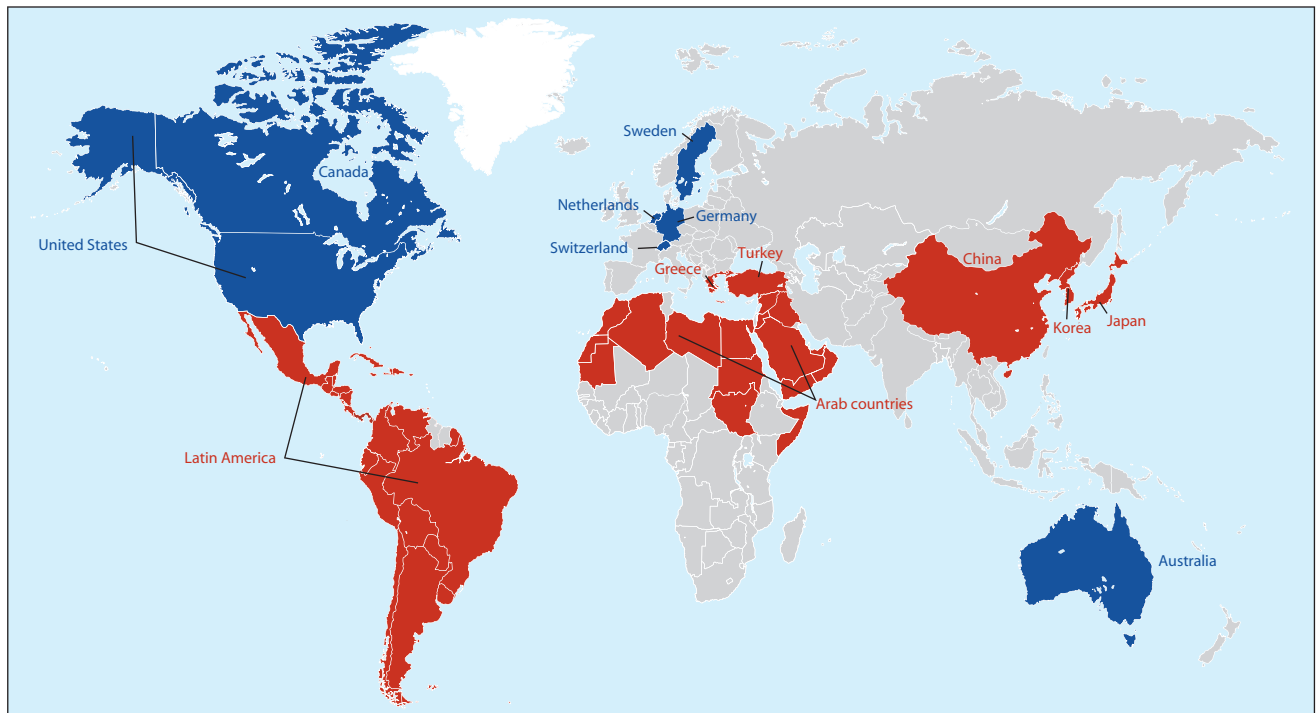 Sweden
Canada
Netherlands
Germany
United States
Switzerland
Turkey
Greece
China
Korea
Japan
Arab countries
Latin America
Australia